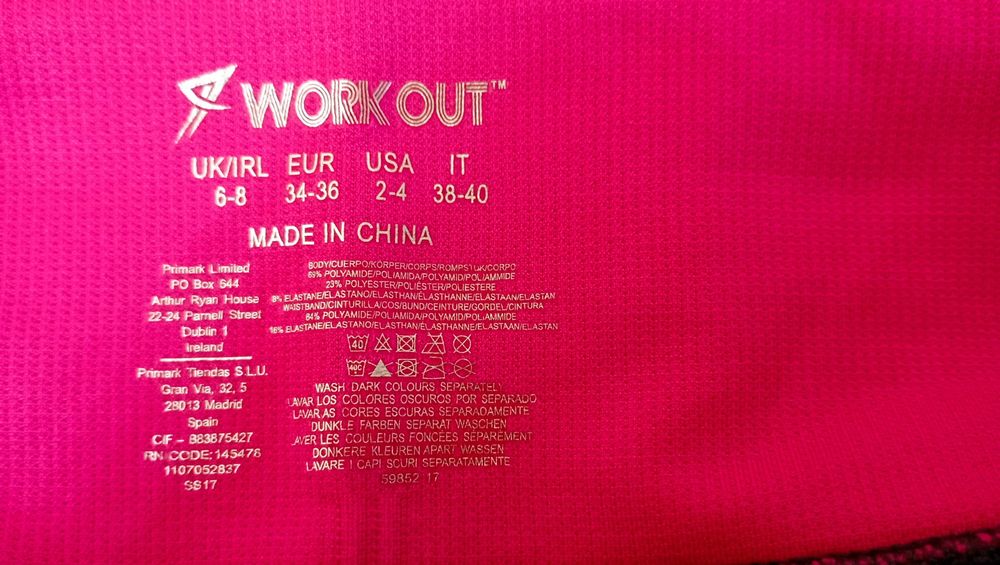 WORK OUT™
UK/IRL EUR USA IT
6-8 34-36 2-4 38-40
MADE IN CHINA
Primark Limited
PO Box 644
Arthur Ryan House
22-24 Parnell Street
Dublin 1
Ireland
Primark Tiendas S.L.U.
Gran Via, 32, 5
28013 Madrid
Spain
CIF - B83875427
RN CODE: 145476
1107052837
SS17
BODY/CUERPO/KÖRPER/CORPS/ROMPSTUK/CORPO
69% POLYAMIDE/POLIAMIDA/POLYAMID/POLIAMMIDE
23% POLYESTER/POLIÉSTER/POLIESTERE
8% ELASTANE/ELASTANO/ELASTHAN/ÉLASTHANNE/ELASTAAN/ELASTAN
WAISTBAND/CINTURILLA/COS/BUND/CEINTURE/GORDEL/CINTURA
84% POLYAMIDE/POLIAMIDA/POLYAMID/POLIAMMIDE
16% ELASTANE/ELASTANO/ELASTHAN/ÉLASTHANNE/ELASTAAN/ELASTAN
40
40C
WASH DARK COLOURS SEPARATELY
LAVAR LOS COLORES OSCUROS POR SEPARADO
LAVAR AS CORES ESCURAS SEPARADAMENTE
DUNKLE FARBEN SEPARAT WASCHEN
LAVER LES COULEURS FONCÉES SÉPARÉMENT
DONKERE KLEUREN APART WASSEN
LAVARE I CAPI SCURI SEPARATAMENTE
59852 17